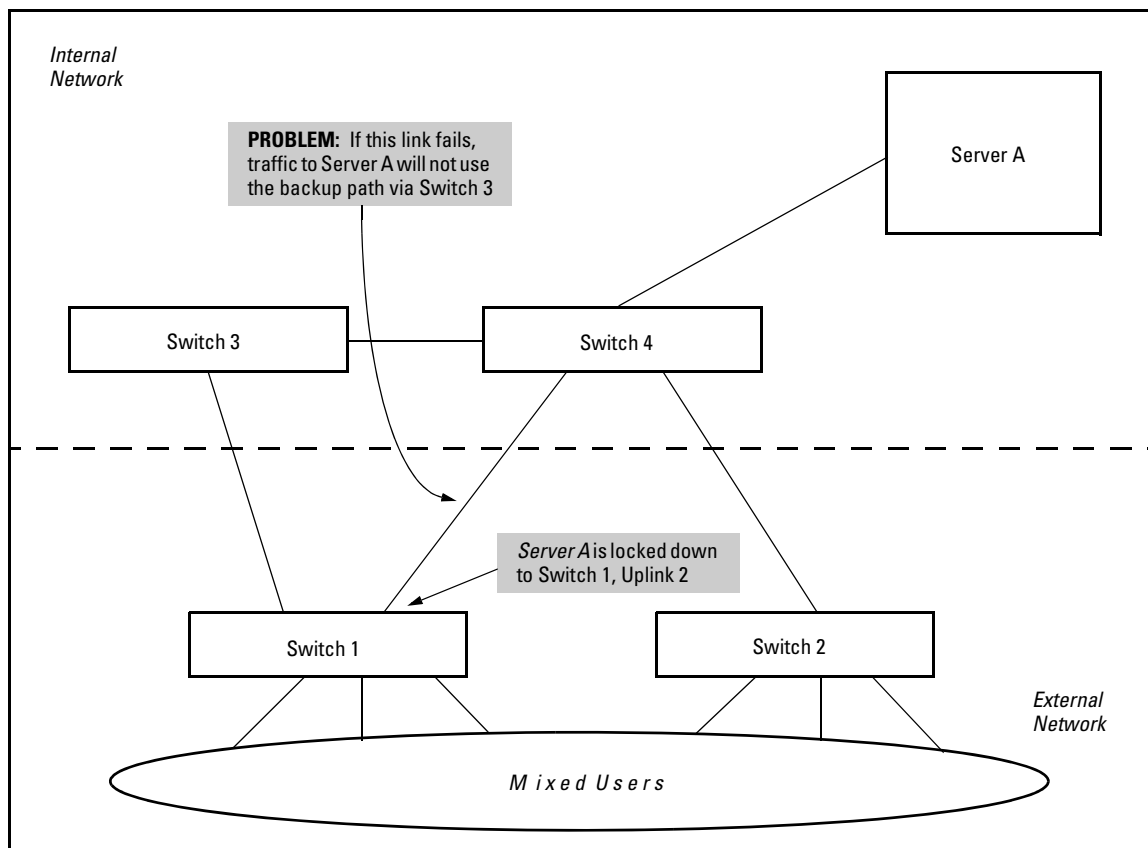 Internal
Network
PROBLEM: If this link fails,
traffic to Server A will not use
the backup path via Switch 3
Server A
Switch 3
Switch 4
Server A is locked down
to Switch 1, Uplink 2
Switch 1
Switch 2
External
Network
Mixed Users